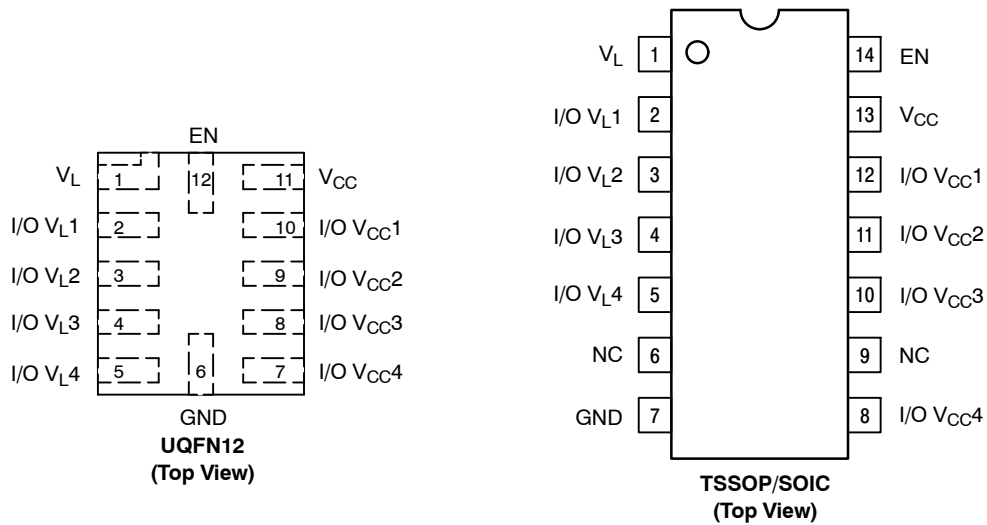 EN
V_L 1 12 11 V_CC
I/O V_L1 2 10 I/O V_CC1
I/O V_L2 3 9 I/O V_CC2
I/O V_L3 4 8 I/O V_CC3
I/O V_L4 5 6 7 I/O V_CC4
GND
UQFN12
(Top View)
V_L 1 14 EN
I/O V_L1 2 13 V_CC
I/O V_L2 3 12 I/O V_CC1
I/O V_L3 4 11 I/O V_CC2
I/O V_L4 5 10 I/O V_CC3
NC 6 9 NC
GND 7 8 I/O V_CC4
TSSOP/SOIC
(Top View)